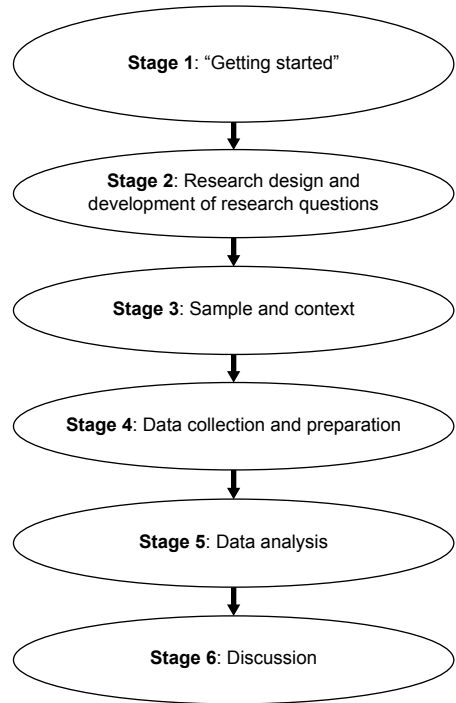 Stage 1: “Getting started”
Stage 2: Research design and
development of research questions
Stage 3: Sample and context
Stage 4: Data collection and preparation
Stage 5: Data analysis
Stage 6: Discussion